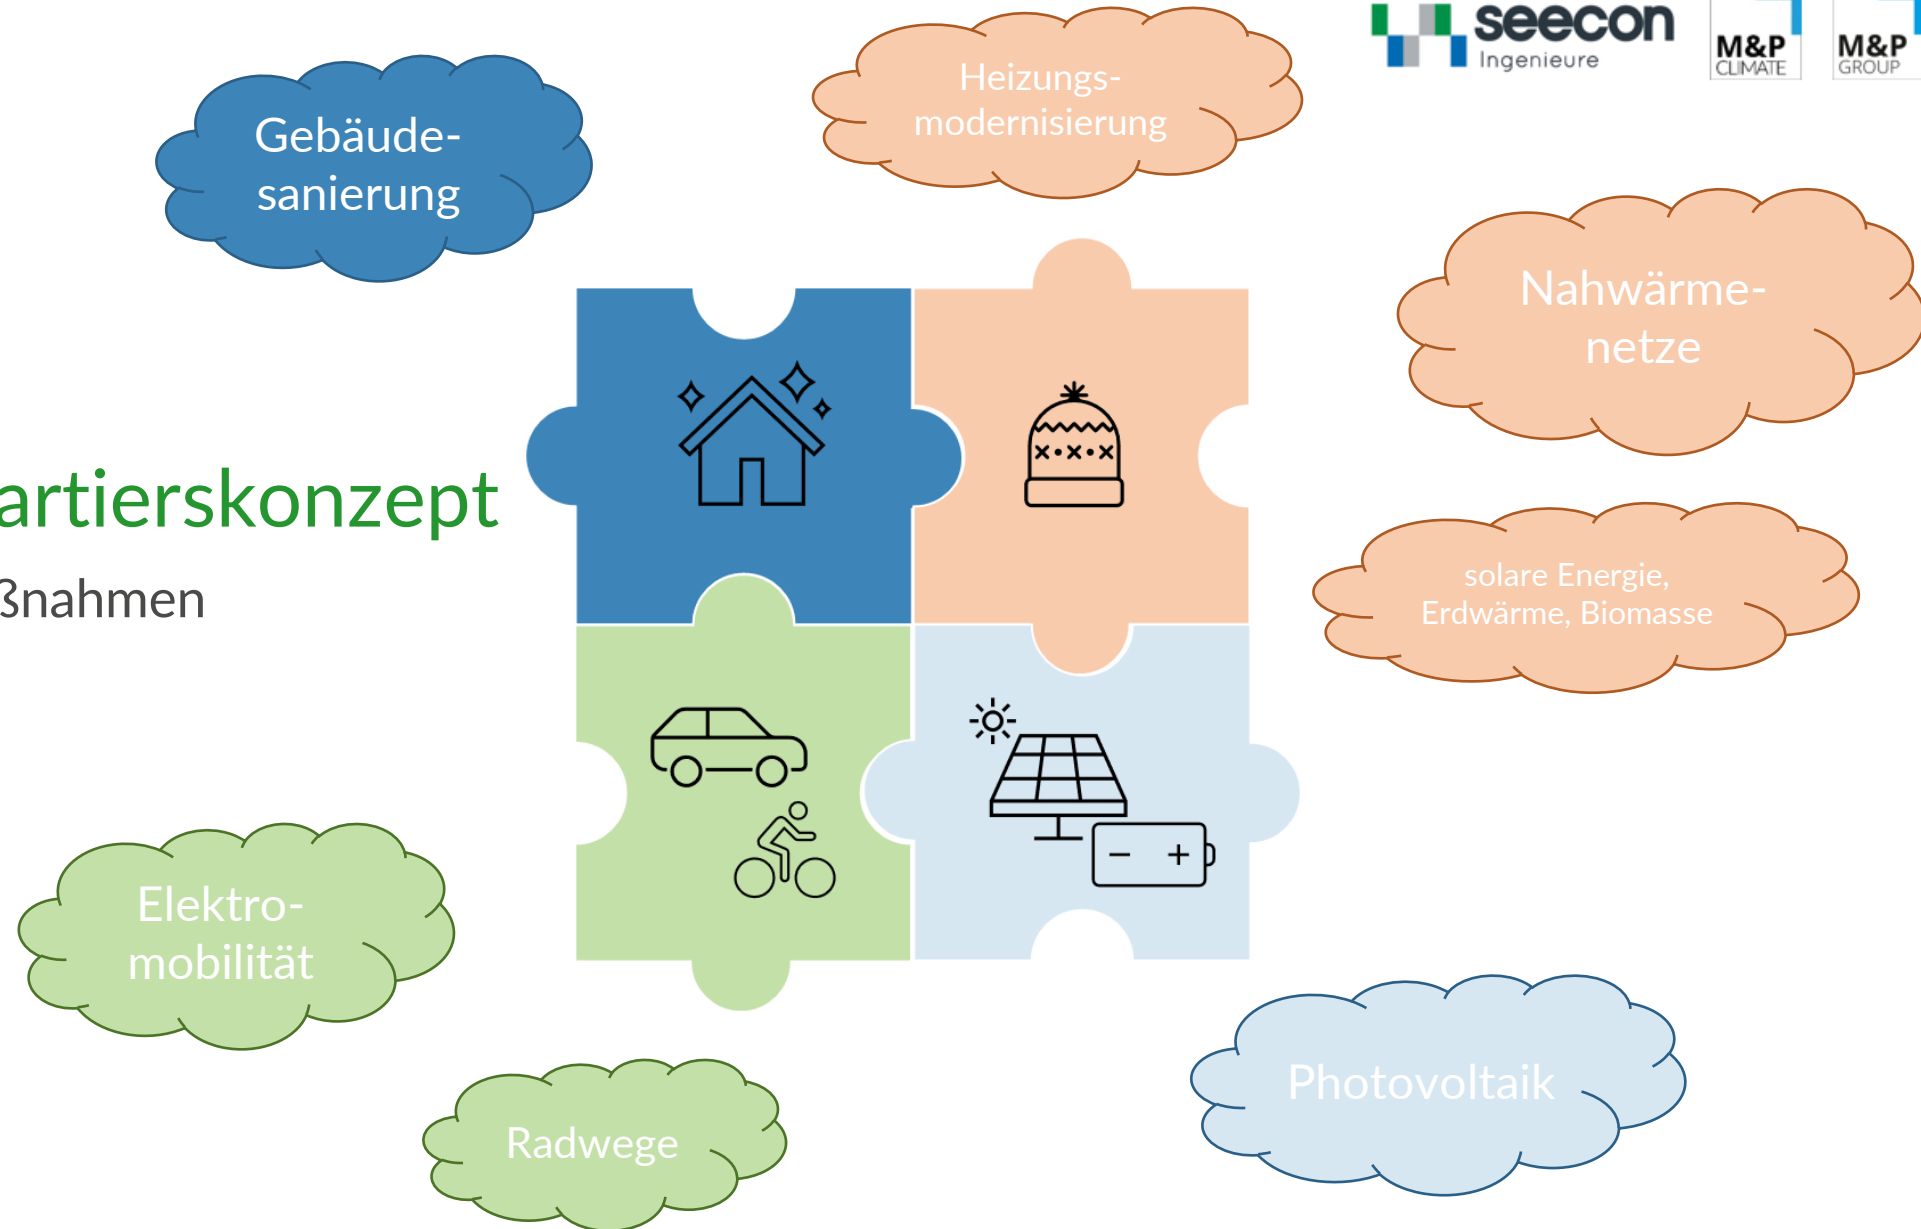 seecon
Ingenieure
M&P
CLIMATE
M&P
GROUP
Heizungs-
modernisierung
Gebäude-
sanierung
Nahwärme-
netze
artierskonzept
ßnahmen
solare Energie,
Erdwärme, Biomasse
Elektro-
mobilität
Photovoltaik
Radwege